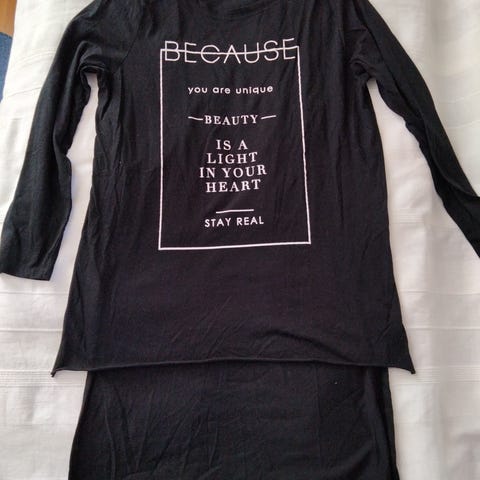 BECAUSE
you are unique
BEAUTY
IS A
LIGHT
IN YOUR
HEART
STAY REAL